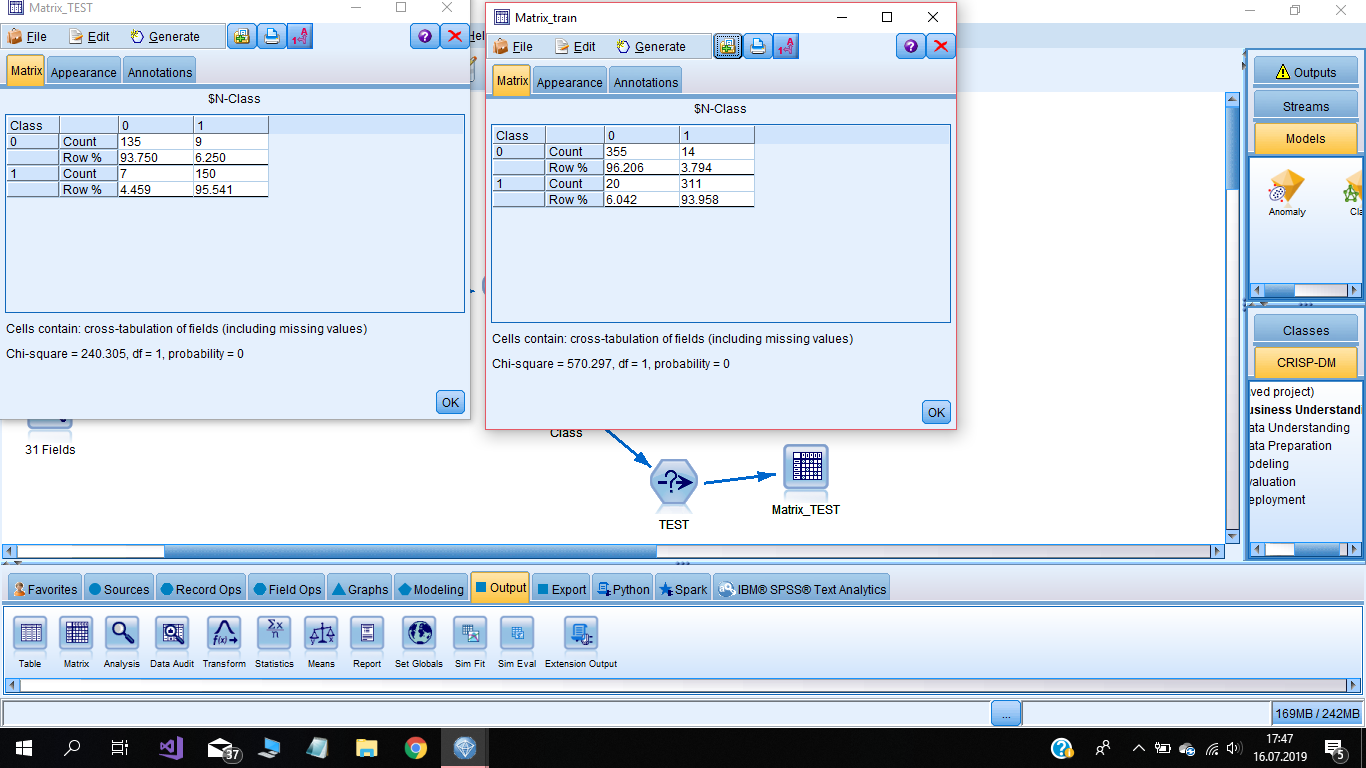 Matrix_TEST
File Edit Generate
Matrix Appearance Annotations
$N-Class
Class 0 1
0 Count 135 9
Row % 93.750 6.250
1 Count 7 150
Row % 4.459 95.541
Cells contain: cross-tabulation of fields (including missing values)
Chi-square = 240.305, df = 1, probability = 0
OK
Matrix_train
File Edit Generate
Matrix Appearance Annotations
$N-Class
Class 0 1
0 Count 355 14
Row % 96.206 3.794
1 Count 20 311
Row % 6.042 93.958
Cells contain: cross-tabulation of fields (including missing values)
Chi-square = 570.297, df = 1, probability = 0
OK
Outputs
Streams
Models
Anomaly
Classes
CRISP-DM
ved project)
usiness Understand
ata Understanding
ata Preparation
odeling
valuation
eployment
31 Fields
Class
TEST
Matrix_TEST
Favorites Sources Record Ops Field Ops Graphs Modeling Output Export Python Spark IBM® SPSS® Text Analytics
Table Matrix Analysis Data Audit Transform Statistics Means Report Set Globals Sim Fit Sim Eval Extension Output
...
169MB / 242MB
37
17:47
16.07.2019
5